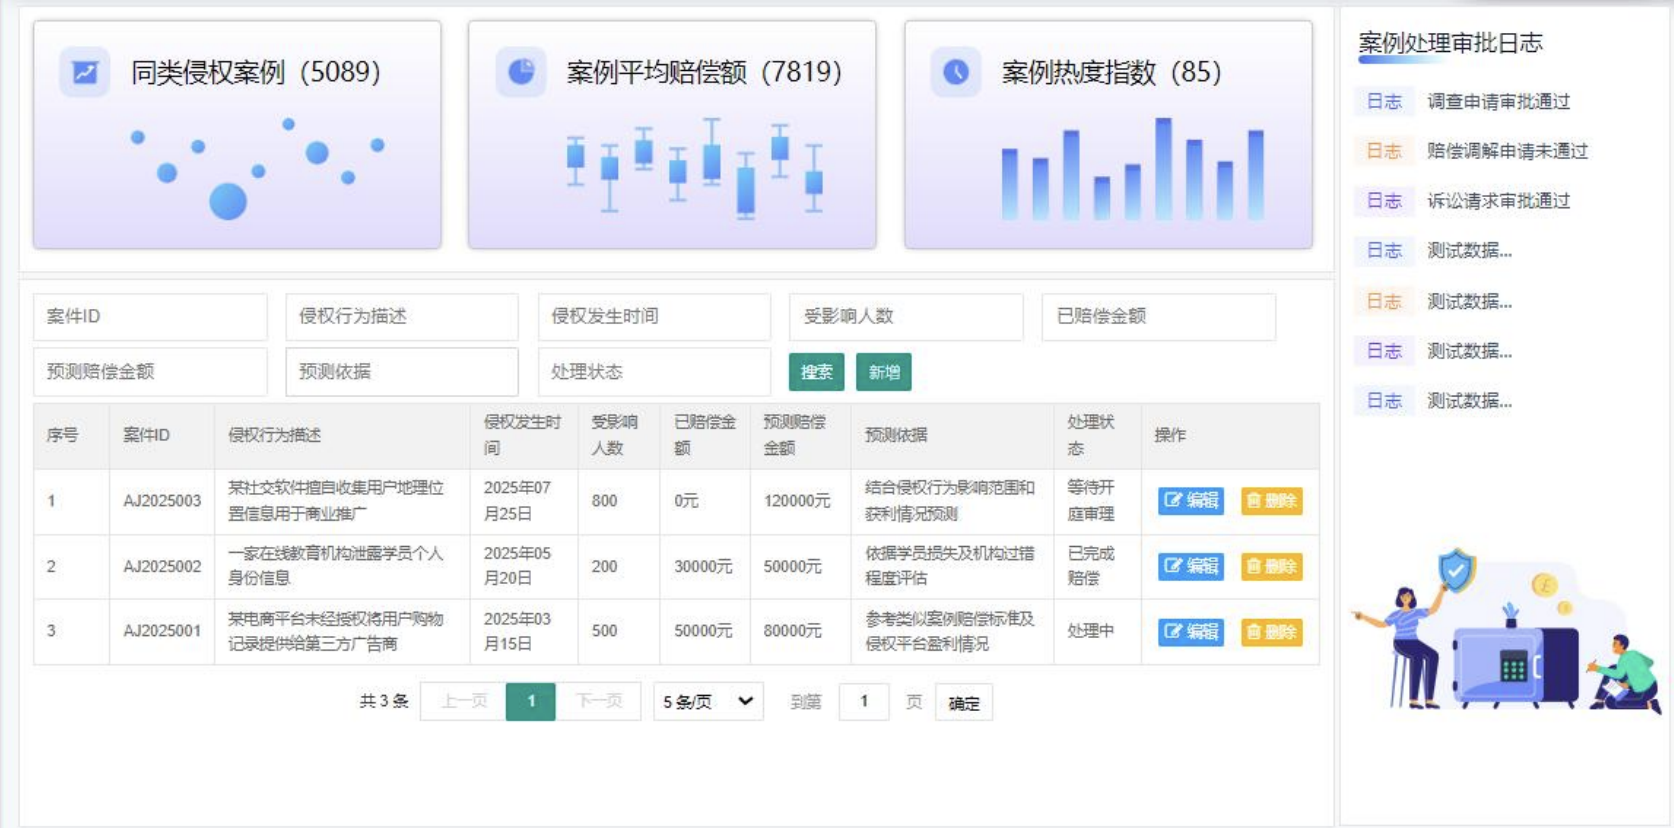 同类侵权案例（5089）
案例平均赔偿额（7819）
案例热度指数（85）
案件ID
侵权行为描述
侵权发生时间
受影响人数
已赔偿金额
预测赔偿金额
预测依据
处理状态
搜索
新增
序号
案件ID
侵权行为描述
侵权发生时
间
受影响
人数
已赔偿金
额
预测赔偿
金额
预测依据
处理状
态
操作
1
AJ2025003
某社交软件擅自收集用户地理位
置信息用于商业推广
2025年07
月25日
800
0元
120000元
结合侵权行为影响范围和
获利情况预测
等待开
庭审理
编辑
删除
2
AJ2025002
一家在线教育机构泄露学员个人
身份信息
2025年05
月20日
200
30000元
50000元
依据学员损失及机构过错
程度评估
已完成
赔偿
编辑
删除
3
AJ2025001
某电商平台未经授权将用户购物
记录提供给第三方广告商
2025年03
月15日
500
50000元
80000元
参考类似案例赔偿标准及
侵权平台盈利情况
处理中
编辑
删除
共 3 条
上一页
1
下一页
5 条/页
到第
1
页
确定
案例处理审批日志
日志 调查申请审批通过
日志 赔偿调解申请未通过
日志 诉讼请求审批通过
日志 测试数据...
日志 测试数据...
日志 测试数据...
日志 测试数据...